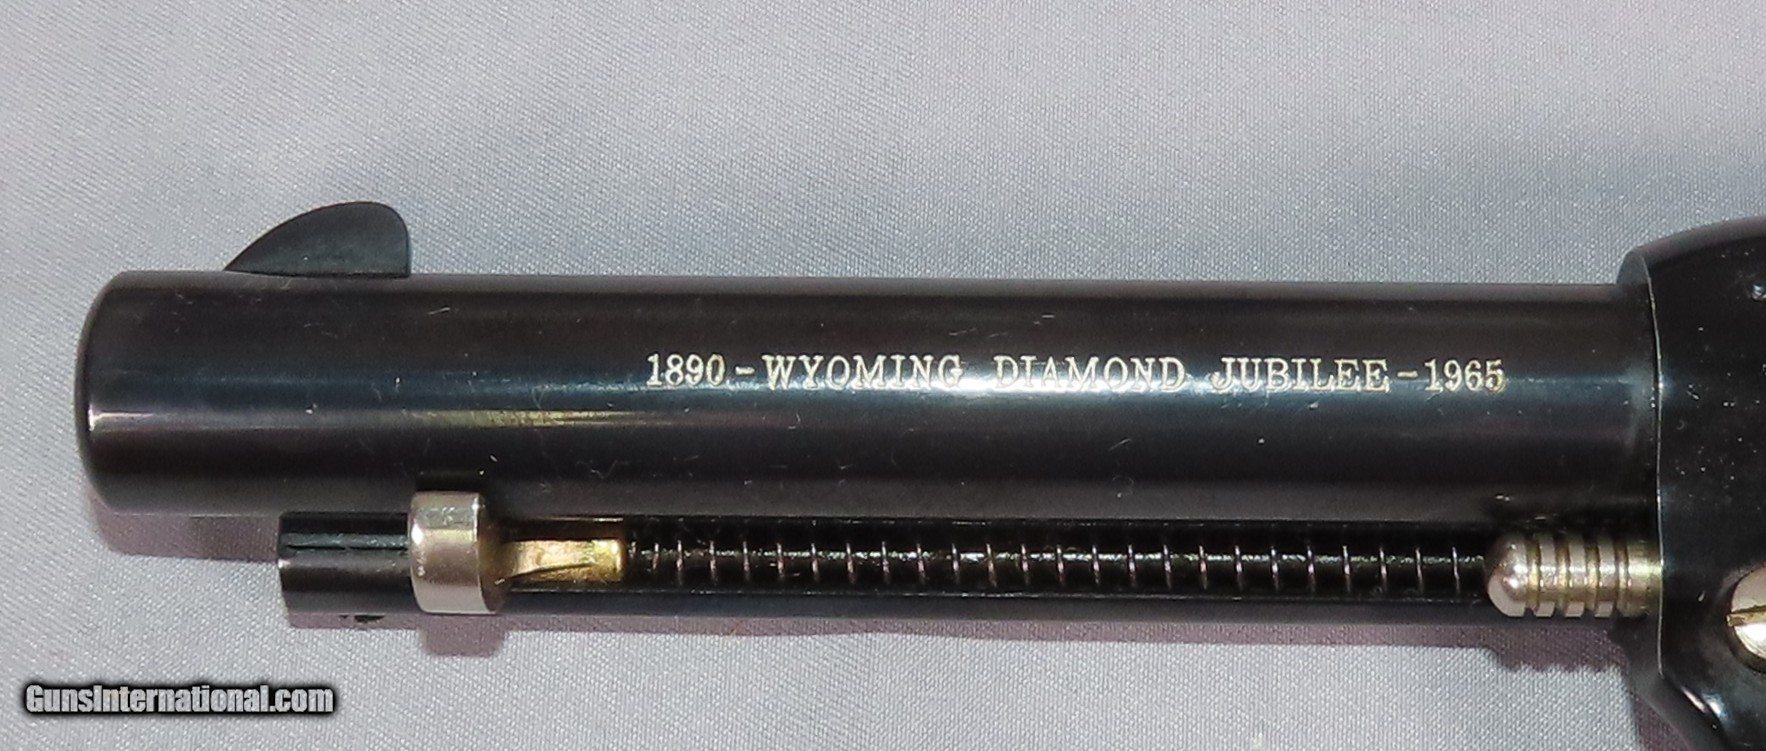 1890-WYOMING DIAMOND JUBILEE-1965
GunsInternational.com